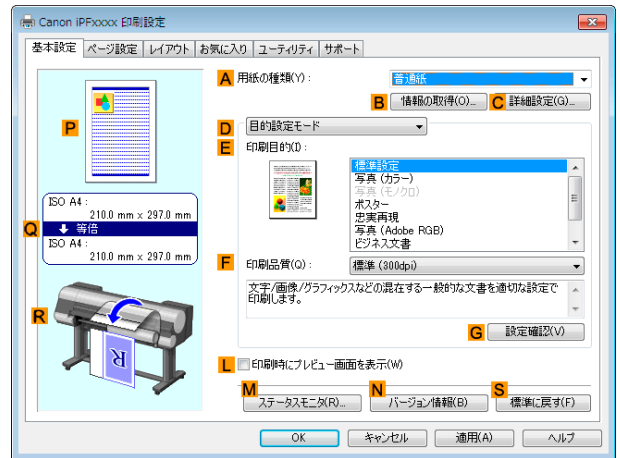 Canon iPFxxxx 印刷設定
基本設定 ページ設定 レイアウト お気に入り ユーティリティ サポート
A 用紙の種類(Y) : 普通紙
B 情報の取得(O)... C 詳細設定(G)...
P
D 目的設定モード
E 印刷目的(I):
標準設定
写真 (カラー)
写真 (モノクロ)
ポスター
忠実再現
写真 (Adobe RGB)
ビジネス文書
ISO A4 :
210.0 mm x 297.0 mm
Q 等倍
ISO A4 :
210.0 mm x 297.0 mm
F 印刷品質(Q) : 標準 (300dpi)
文字/画像/グラフィックスなどの混在する一般的な文書を適切な設定で
印刷します。
R
R
G 設定確認(V)
L 印刷時にプレビュー画面を表示(W)
M ステータスモニタ(R)... N バージョン情報(B) S 標準に戻す(F)
OK キャンセル 適用(A) ヘルプ